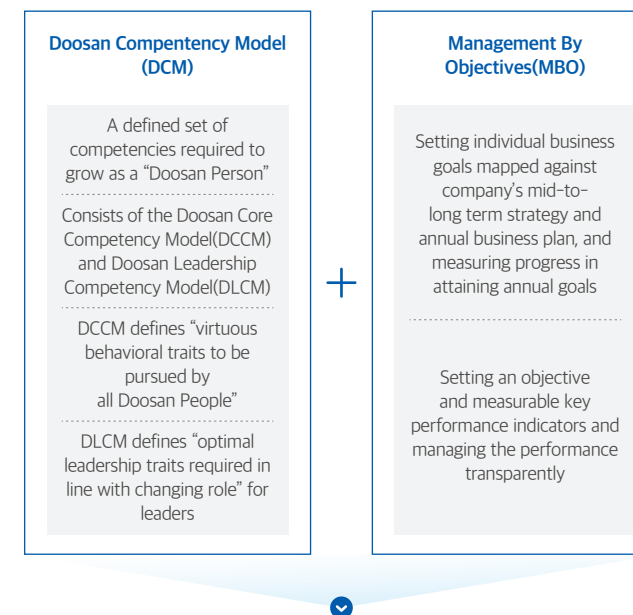 Doosan Compentency Model
(DCM)
A defined set of
competencies required to
grow as a “Doosan Person”
Consists of the Doosan Core
Competency Model(DCCM)
and Doosan Leadership
Competency Model(DLCM)
DCCM defines “virtuous
behavioral traits to be
pursued by
all Doosan People”
DLCM defines “optimal
leadership traits required in
line with changing role” for
leaders
+
Management By
Objectives(MBO)
Setting individual business
goals mapped against
company’s mid-to-
long term strategy and
annual business plan, and
measuring progress in
attaining annual goals
Setting an objective
and measurable key
performance indicators and
managing the performance
transparently